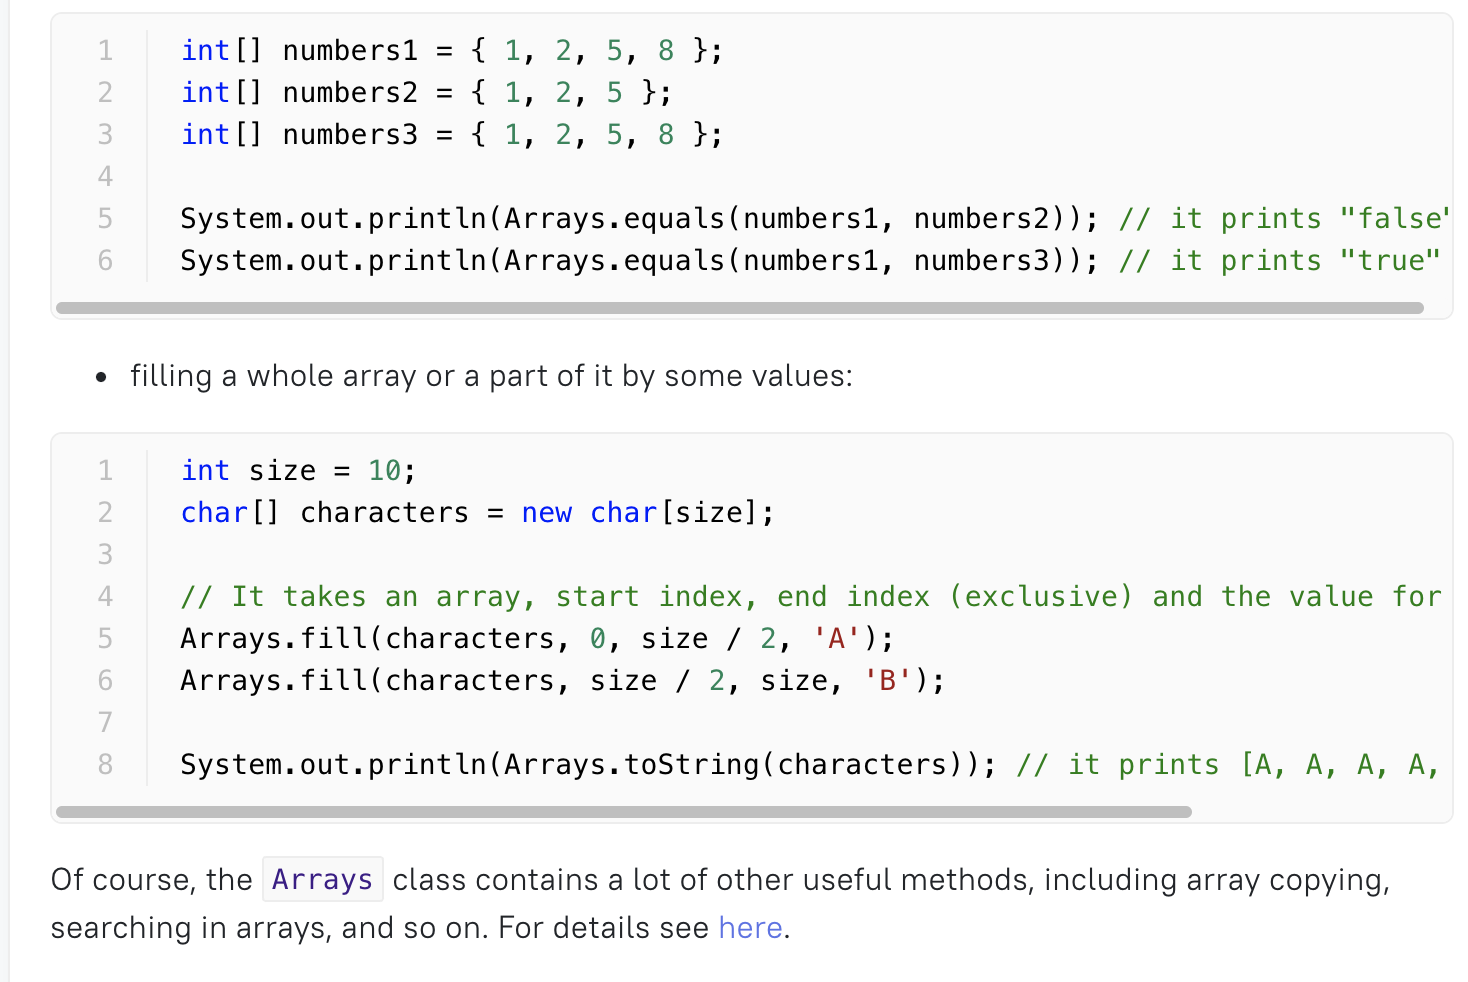 1 int[] numbers1 = { 1, 2, 5, 8 };
2 int[] numbers2 = { 1, 2, 5 };
3 int[] numbers3 = { 1, 2, 5, 8 };
4
5 System.out.println(Arrays.equals(numbers1, numbers2)); // it prints "false"
6 System.out.println(Arrays.equals(numbers1, numbers3)); // it prints "true"
• filling a whole array or a part of it by some values:
1 int size = 10;
2 char[] characters = new char[size];
3
4 // It takes an array, start index, end index (exclusive) and the value for
5 Arrays.fill(characters, 0, size / 2, 'A');
6 Arrays.fill(characters, size / 2, size, 'B');
7
8 System.out.println(Arrays.toString(characters)); // it prints [A, A, A, A,
Of course, the Arrays class contains a lot of other useful methods, including array copying,
searching in arrays, and so on. For details see here.